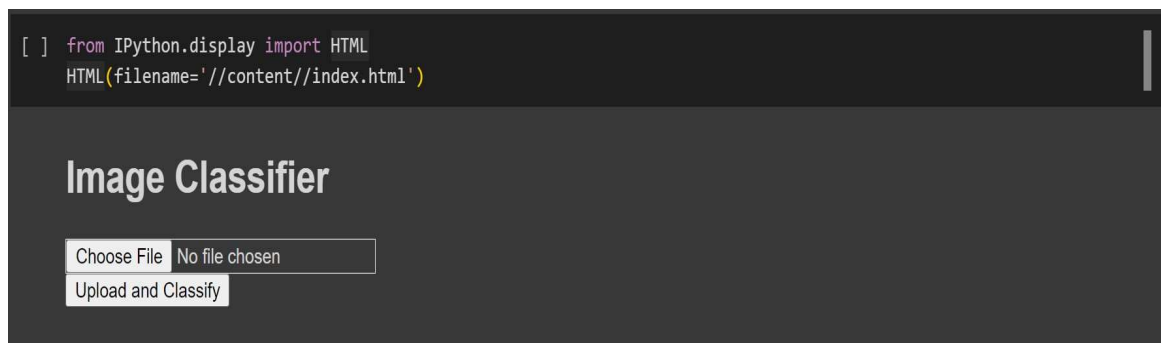 [ ] from IPython.display import HTML
HTML(filename='//content//index.html')
Image Classifier
Choose File No file chosen
Upload and Classify